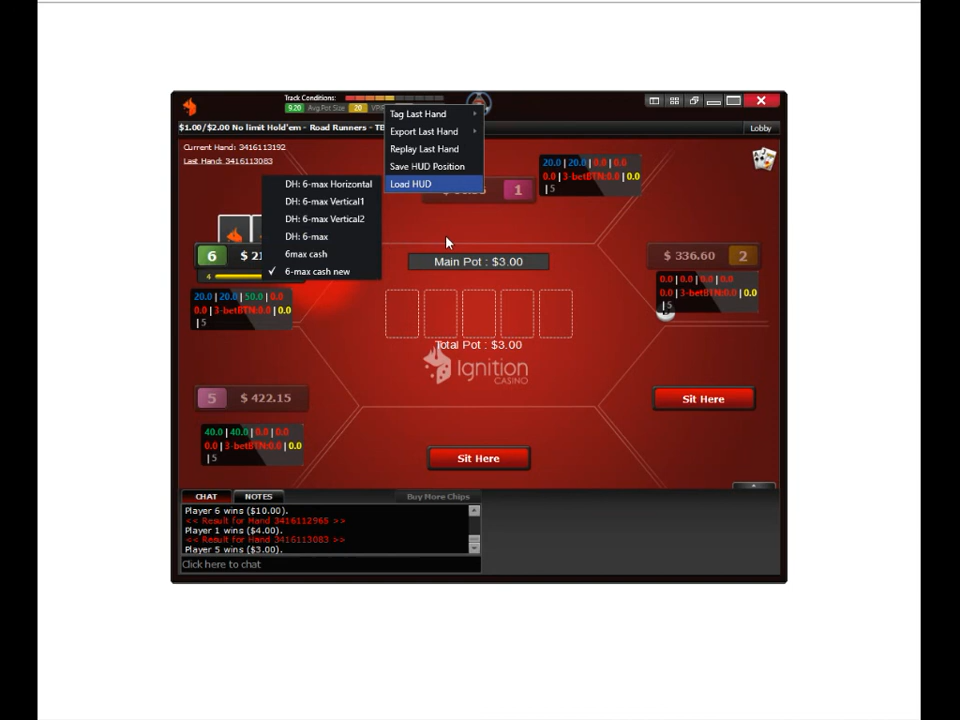 Track Conditions:
9.20 Avg.Pot Size 20 VPIP
$1.00/$2.00 No limit Hold'em - Road Runners - TB
Lobby
Current Hand: 3416113192
Last Hand: 3416113083
Tag Last Hand
Export Last Hand
Replay Last Hand
Save HUD Position
Load HUD
DH: 6-max Horizontal
DH: 6-max Vertical1
DH: 6-max Vertical2
DH: 6-max
6max cash
✓ 6-max cash new
1
20.0 | 20.0 | 0.0 | 0.0
0.0 | 3-betBTN:0.0 | 0.0
| 5
6 $ 21
4
20.0 | 20.0 | 50.0 | 0.0
0.0 | 3-betBTN:0.0 | 0.0
| 5
Main Pot : $3.00
$ 336.60 2
0.0 | 0.0 | 0.0 | 0.0
0.0 | 3-betBTN:0.0 | 0.0
| 5
Total Pot : $3.00
Ignition
CASINO
5 $ 422.15
40.0 | 40.0 | 0.0 | 0.0
0.0 | 3-betBTN:0.0 | 0.0
| 5
Sit Here
Sit Here
CHAT NOTES Buy More Chips
Player 6 wins ($10.00).
<< Result for Hand 3416112965 >>
Player 1 wins ($4.00).
<< Result for Hand 3416113083 >>
Player 5 wins ($3.00).
Click here to chat